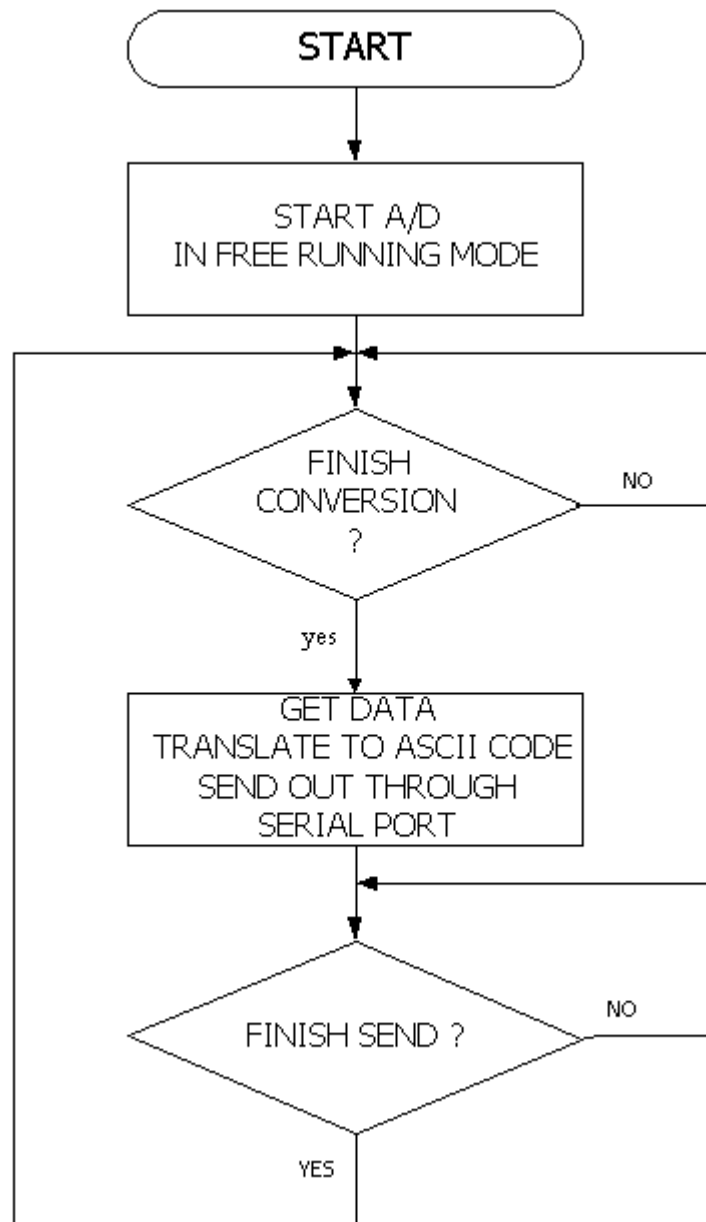 START
START A/D
IN FREE RUNNING MODE
FINISH
CONVERSION
?
NO
yes
GET DATA
TRANSLATE TO ASCII CODE
SEND OUT THROUGH
SERIAL PORT
FINISH SEND ?
NO
YES